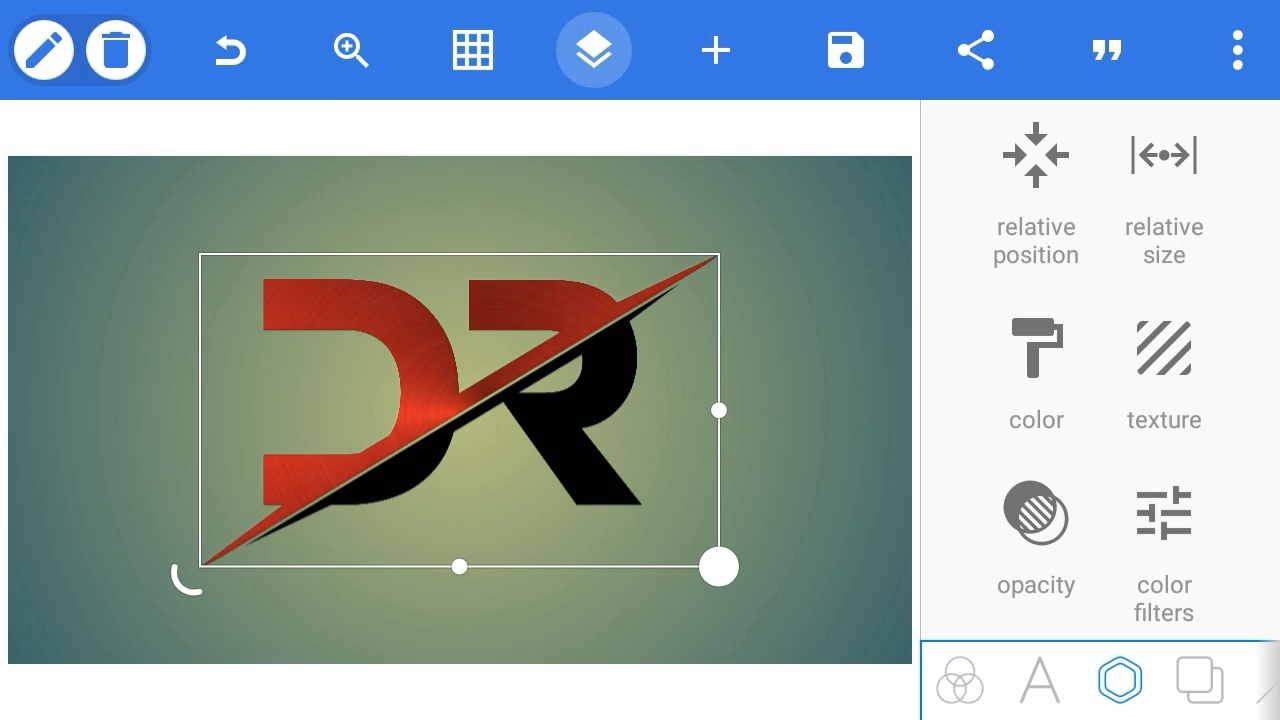 DR
relative
position
relative
size
color
texture
opacity
color
filters